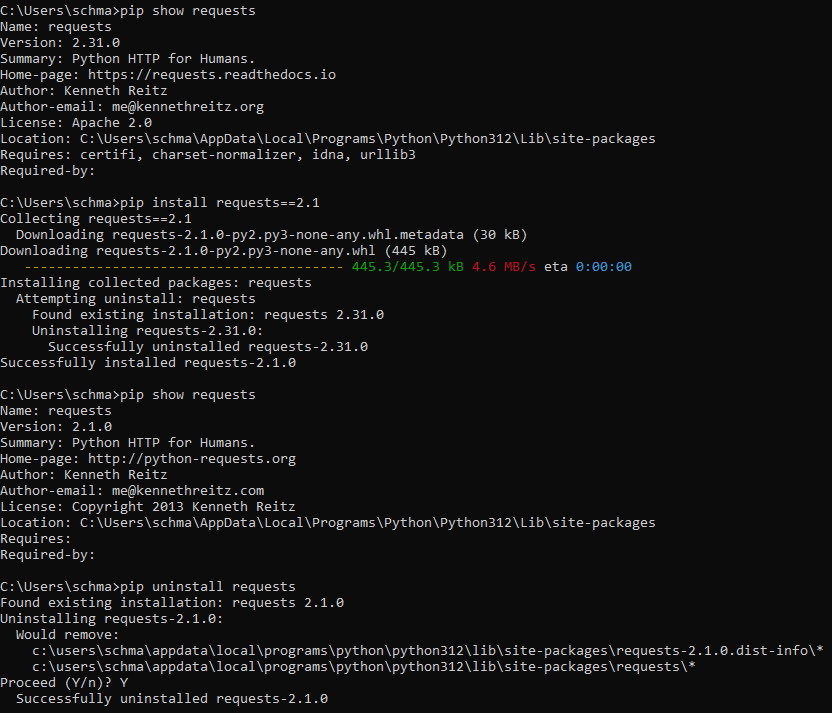 C:\Users\schma>pip show requests
Name: requests
Version: 2.31.0
Summary: Python HTTP for Humans.
Home-page: https://requests.readthedocs.io
Author: Kenneth Reitz
Author-email: me@kennethreitz.org
License: Apache 2.0
Location: C:\Users\schma\AppData\Local\Programs\Python\Python312\Lib\site-packages
Requires: certifi, charset-normalizer, idna, urllib3
Required-by:

C:\Users\schma>pip install requests==2.1
Collecting requests==2.1
  Downloading requests-2.1.0-py2.py3-none-any.whl.metadata (30 kB)
Downloading requests-2.1.0-py2.py3-none-any.whl (445 kB)
   ---------------------------------------- 445.3/445.3 kB 4.6 MB/s eta 0:00:00
Installing collected packages: requests
  Attempting uninstall: requests
    Found existing installation: requests 2.31.0
    Uninstalling requests-2.31.0:
      Successfully uninstalled requests-2.31.0
Successfully installed requests-2.1.0

C:\Users\schma>pip show requests
Name: requests
Version: 2.1.0
Summary: Python HTTP for Humans.
Home-page: http://python-requests.org
Author: Kenneth Reitz
Author-email: me@kennethreitz.com
License: Copyright 2013 Kenneth Reitz
Location: C:\Users\schma\AppData\Local\Programs\Python\Python312\Lib\site-packages
Requires:
Required-by:

C:\Users\schma>pip uninstall requests
Found existing installation: requests 2.1.0
Uninstalling requests-2.1.0:
  Would remove:
    c:\users\schma\appdata\local\programs\python\python312\lib\site-packages\requests-2.1.0.dist-info\*
    c:\users\schma\appdata\local\programs\python\python312\lib\site-packages\requests\*
Proceed (Y/n)? Y
  Successfully uninstalled requests-2.1.0